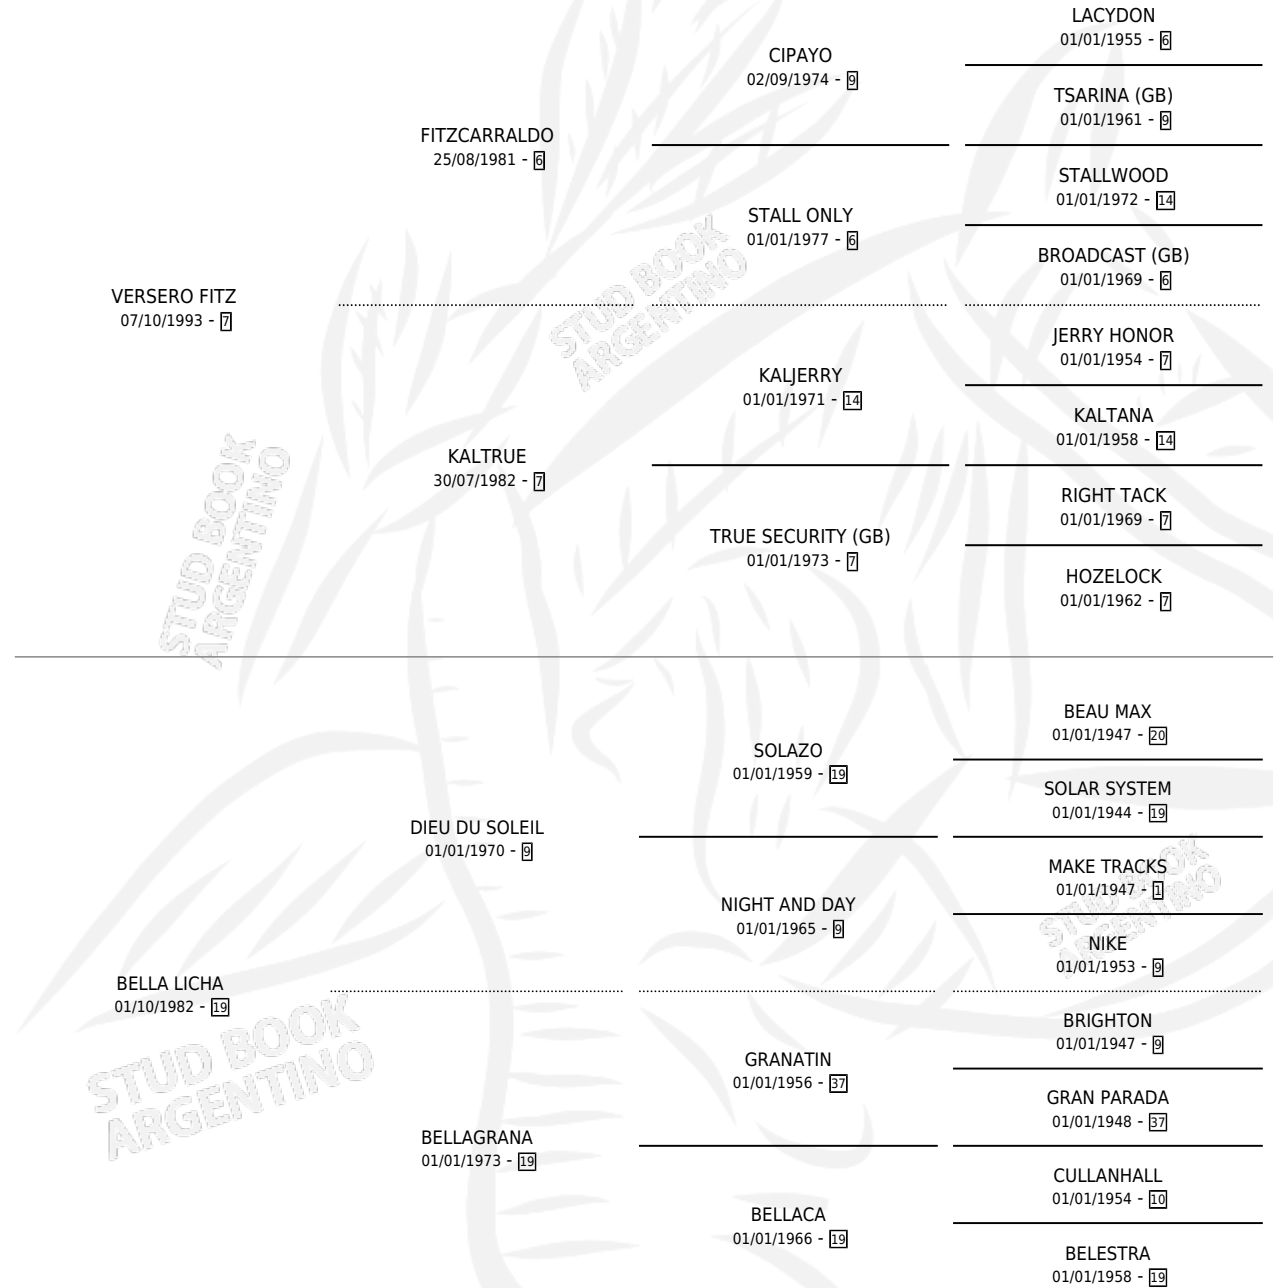 LACYDON
01/01/1955 - 6
CIPAYO
02/09/1974 - 9
TSARINA (GB)
01/01/1961 - 9
FITZCARRALDO
25/08/1981 - 6
STALLWOOD
01/01/1972 - 14
STALL ONLY
01/01/1977 - 6
BROADCAST (GB)
01/01/1969 - 6
VERSERO FITZ
07/10/1993 - 7
JERRY HONOR
01/01/1954 - 7
KALJERRY
01/01/1971 - 14
KALTANA
01/01/1958 - 14
KALTRUE
30/07/1982 - 7
RIGHT TACK
01/01/1969 - 7
TRUE SECURITY (GB)
01/01/1973 - 7
HOZELOCK
01/01/1962 - 7
STUD BOOK
ARGENTINO
STUD BOOK
ARGENTINO
BEAU MAX
01/01/1947 - 20
SOLAZO
01/01/1959 - 19
SOLAR SYSTEM
01/01/1944 - 19
DIEU DU SOLEIL
01/01/1970 - 9
MAKE TRACKS
01/01/1947 - 1
NIGHT AND DAY
01/01/1965 - 9
NIKE
01/01/1953 - 9
BELLA LICHA
01/10/1982 - 19
BRIGHTON
01/01/1947 - 9
GRANATIN
01/01/1956 - 37
GRAN PARADA
01/01/1948 - 37
BELLAGRANA
01/01/1973 - 19
CULLANHALL
01/01/1954 - 10
BELLACA
01/01/1966 - 19
BELESTRA
01/01/1958 - 19
STUD BOOK
ARGENTINO
STUD BOOK
ARGENTINO